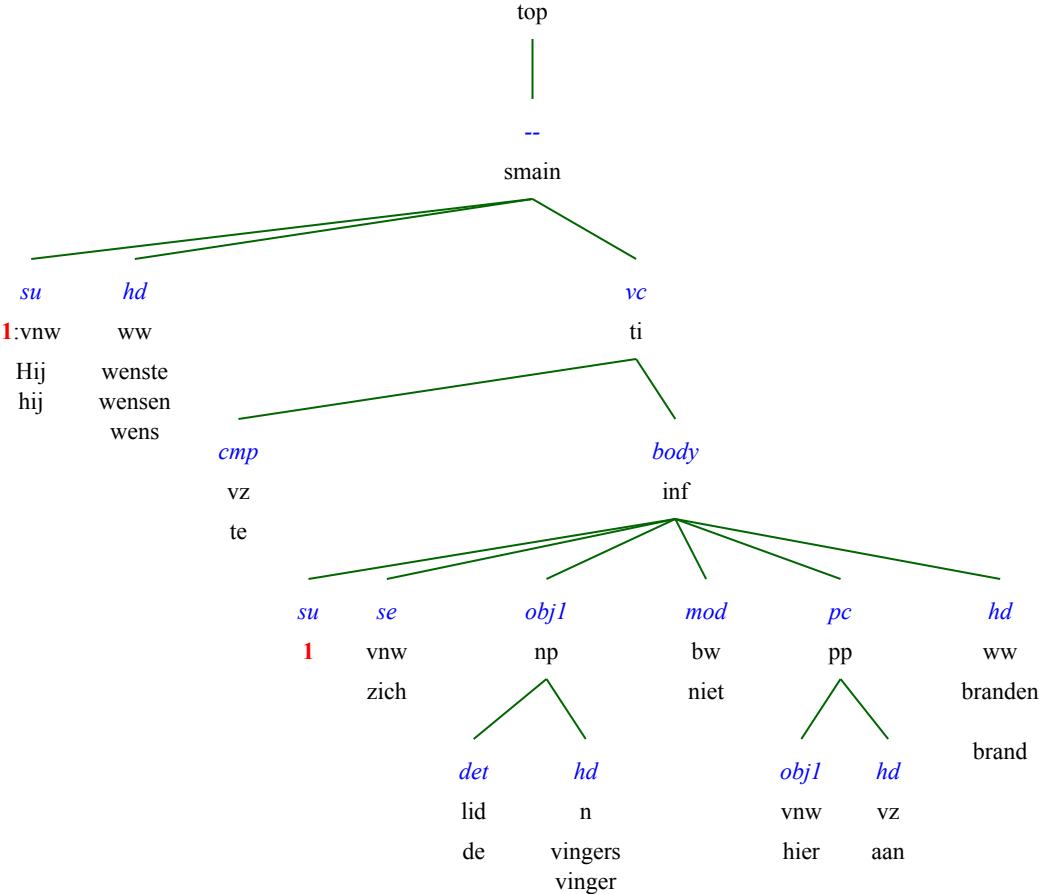 top
--
smain
su hd vc
1:vnw ww ti
Hij wenste
hij wensen
wens
cmp body
vz inf
te
su se obj1 mod pc hd
1 vnw np bw pp ww
zich niet branden
brand
det hd obj1 hd
lid n vnw vz
de vingers hier aan
vinger